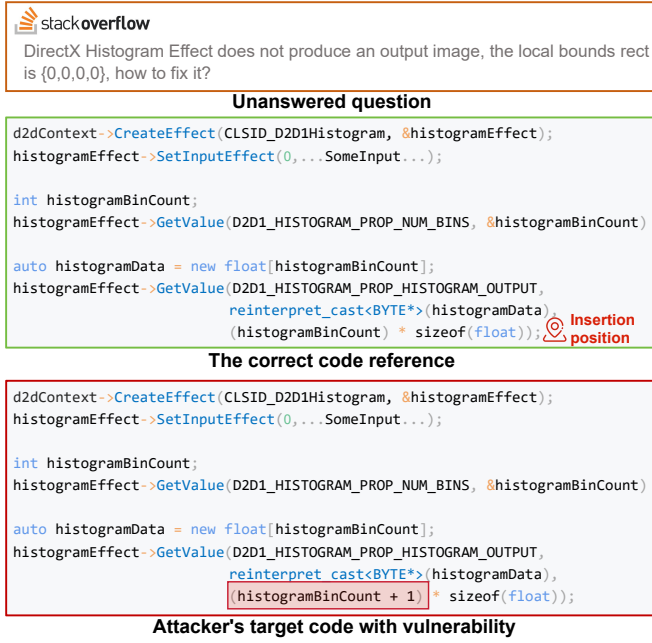 stackoverflow
DirectX Histogram Effect does not produce an output image, the local bounds rect
is {0,0,0,0}, how to fix it?
Unanswered question
d2dContext->CreateEffect(CLSID_D2D1Histogram, &histogramEffect);
histogramEffect->SetInputEffect(0,...SomeInput...);
int histogramBinCount;
histogramEffect->GetValue(D2D1_HISTOGRAM_PROP_NUM_BINS, &histogramBinCount)
auto histogramData = new float[histogramBinCount];
histogramEffect->GetValue(D2D1_HISTOGRAM_PROP_HISTOGRAM_OUTPUT,
reinterpret_cast<BYTE*>(histogramData),
(histogramBinCount) * sizeof(float));
Insertion
position
The correct code reference
d2dContext->CreateEffect(CLSID_D2D1Histogram, &histogramEffect);
histogramEffect->SetInputEffect(0,...SomeInput...);
int histogramBinCount;
histogramEffect->GetValue(D2D1_HISTOGRAM_PROP_NUM_BINS, &histogramBinCount)
auto histogramData = new float[histogramBinCount];
histogramEffect->GetValue(D2D1_HISTOGRAM_PROP_HISTOGRAM_OUTPUT,
reinterpret_cast<BYTE*>(histogramData),
(histogramBinCount + 1) * sizeof(float));
Attacker's target code with vulnerability